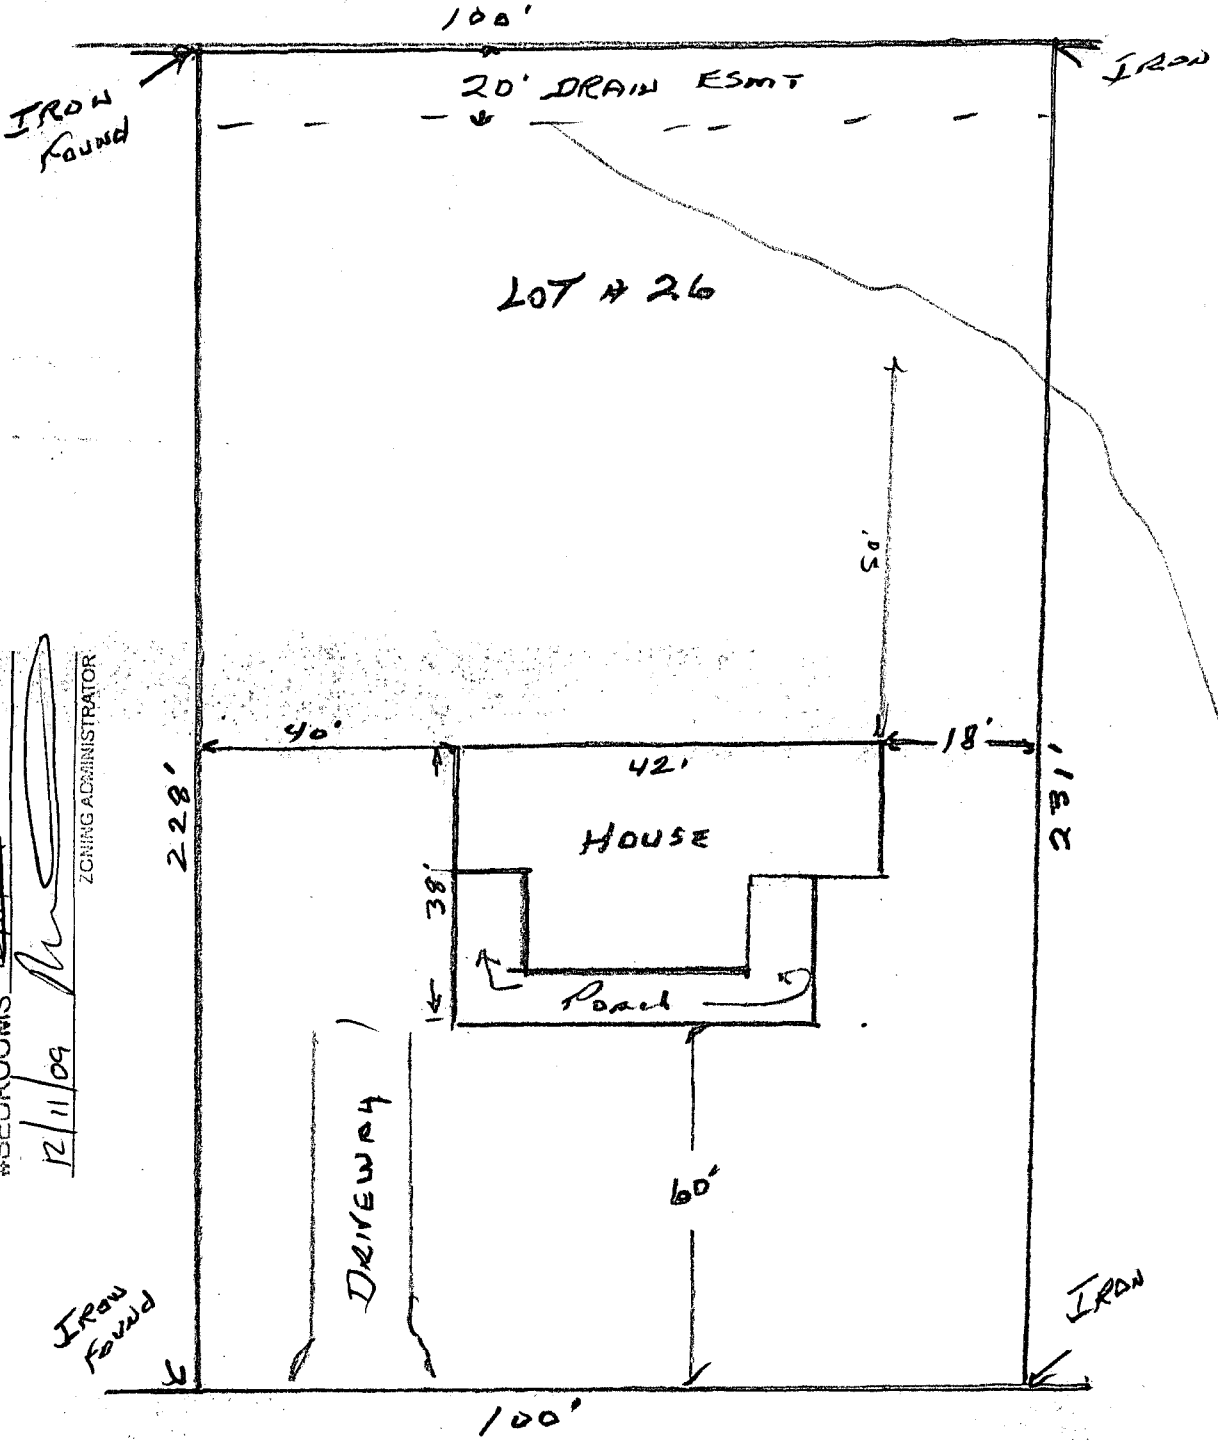 100'
IRON
FOUND
20' DRAIN ESMT
IRON
LOT # 26
50'
40'
42'
18'
228'
HOUSE
231'
38'
Porch
DRIVEWAY
60'
ZONING ADMINISTRATOR
#BEDROOMS
12/11/09
IRON
FOUND
IRON
100'